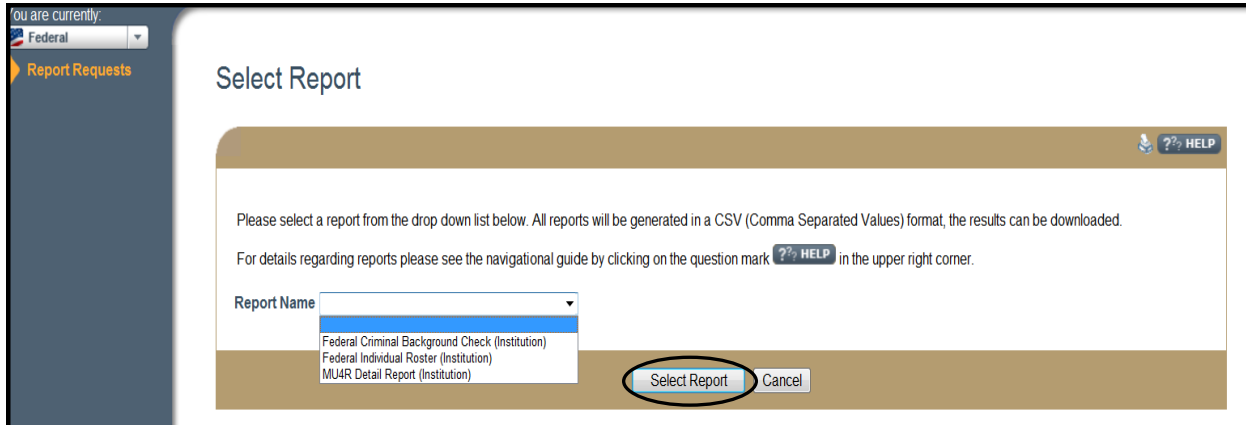 You are currently:
Federal
Report Requests
Select Report
??? HELP
Please select a report from the drop down list below. All reports will be generated in a CSV (Comma Separated Values) format, the results can be downloaded.
For details regarding reports please see the navigational guide by clicking on the question mark ??? HELP in the upper right corner.
Report Name
Federal Criminal Background Check (Institution)
Federal Individual Roster (Institution)
MU4R Detail Report (Institution)
Select Report Cancel